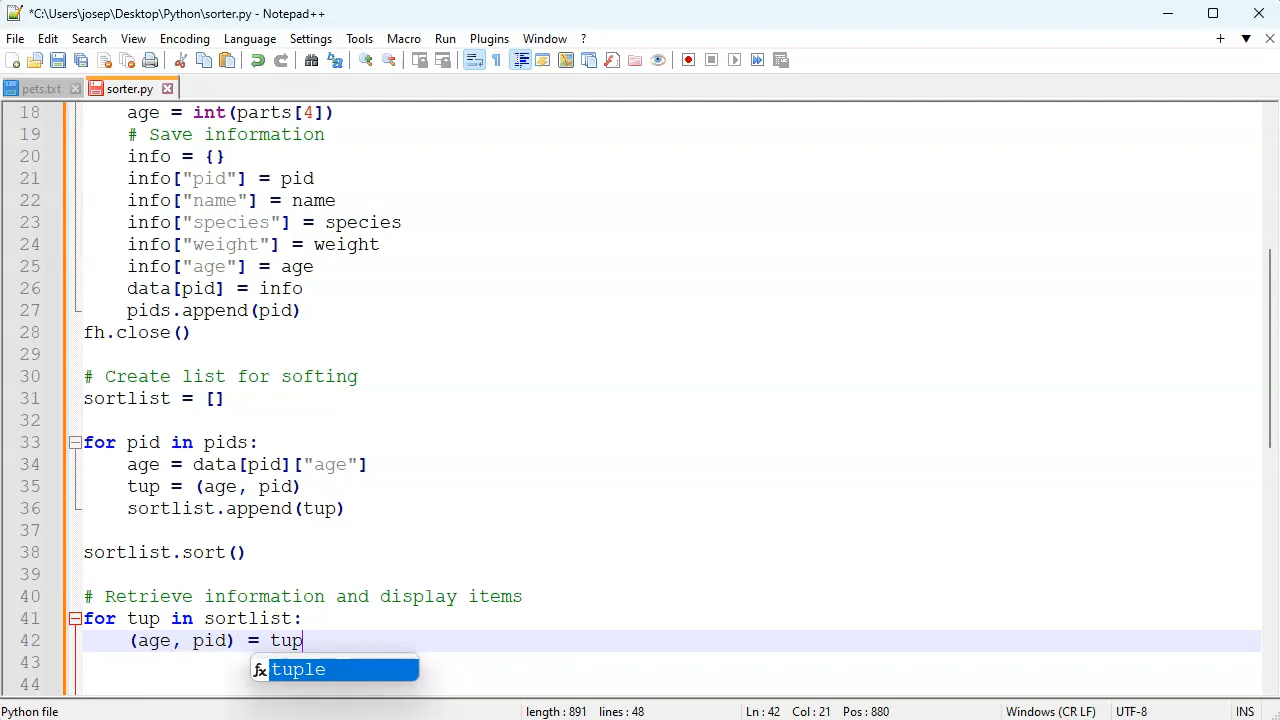 *C:\Users\josep\Desktop\Python\sorter.py - Notepad++
File Edit Search View Encoding Language Settings Tools Macro Run Plugins Window ?
pets.txt sorter.py
18 age = int(parts[4])
19 # Save information
20 info = {}
21 info["pid"] = pid
22 info["name"] = name
23 info["species"] = species
24 info["weight"] = weight
25 info["age"] = age
26 data[pid] = info
27 pids.append(pid)
28 fh.close()
29
30 # Create list for softing
31 sortlist = []
32
33 for pid in pids:
34 age = data[pid]["age"]
35 tup = (age, pid)
36 sortlist.append(tup)
37
38 sortlist.sort()
39
40 # Retrieve information and display items
41 for tup in sortlist:
42 (age, pid) = tup
43 tuple
44
Python file length : 891 lines : 48 Ln : 42 Col : 21 Pos : 880 Windows (CR LF) UTF-8 INS